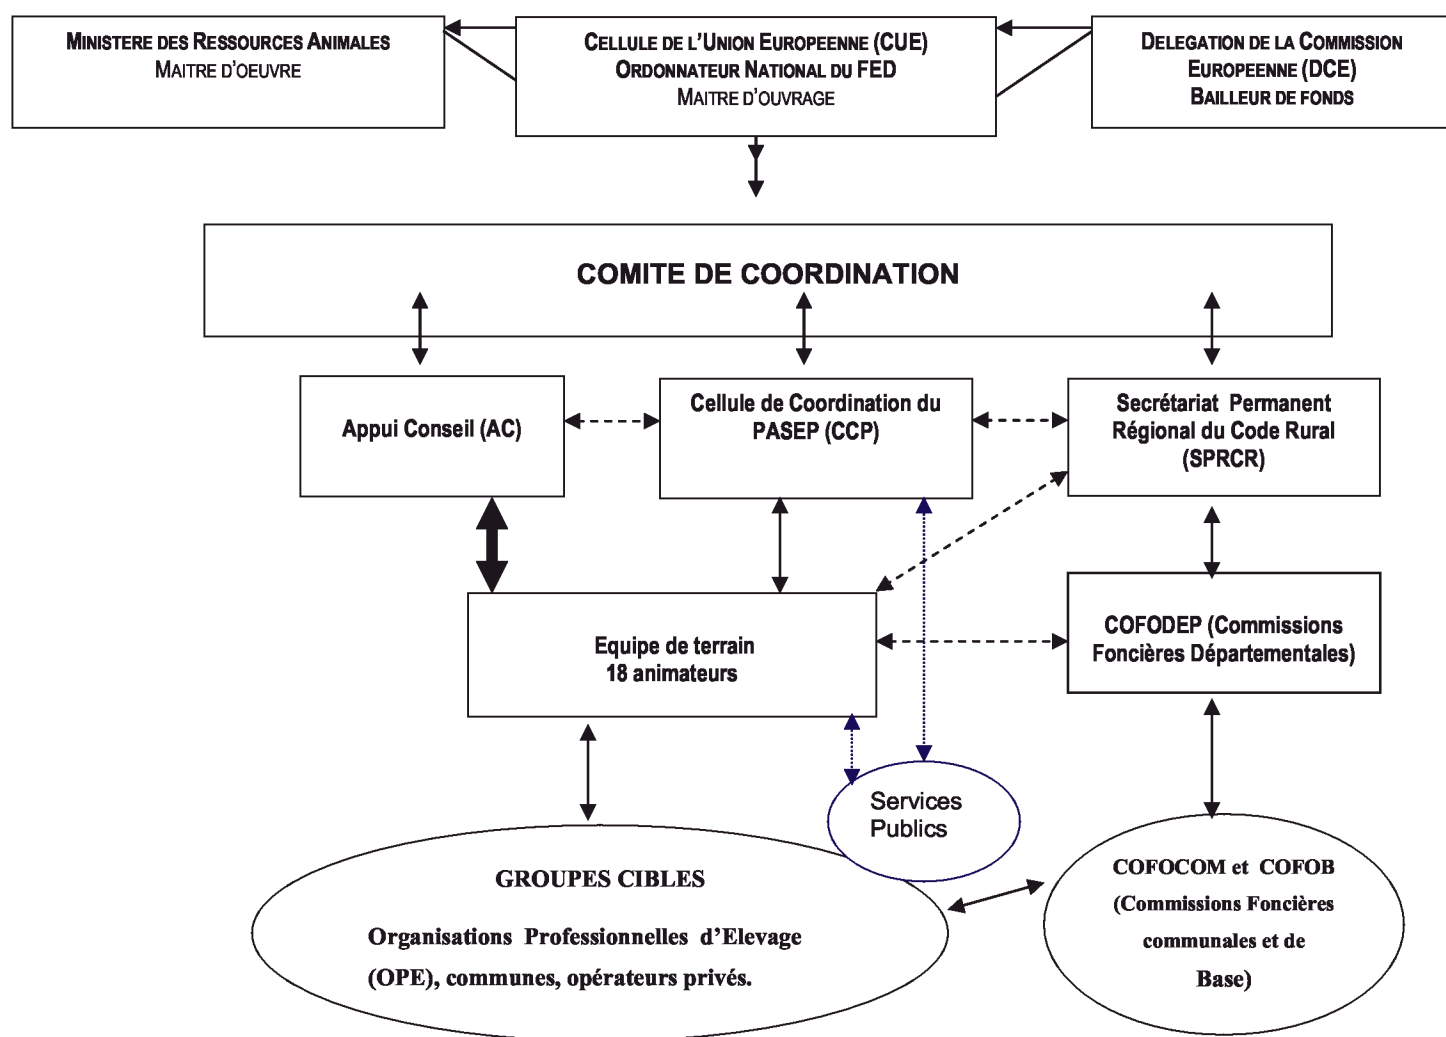 MINISTERE DES RESSOURCES ANIMALES
MAITRE D'OEUVRE
CELLULE DE L'UNION EUROPEENNE (CUE)
ORDONNATEUR NATIONAL DU FED
MAITRE D'OUVRAGE
DELEGATION DE LA COMMISSION
EUROPEENNE (DCE)
BAILLEUR DE FONDS
COMITE DE COORDINATION
Appui Conseil (AC)
Cellule de Coordination du
PASEP (CCP)
Secrétariat Permanent
Régional du Code Rural
(SPRCR)
Equipe de terrain
18 animateurs
COFODEP (Commissions
Foncières Départementales)
Services
Publics
GROUPES CIBLES
Organisations Professionnelles d'Elevage
(OPE), communes, opérateurs privés.
COFOCOM et COFOB
(Commissions Foncières
communales et de
Base)